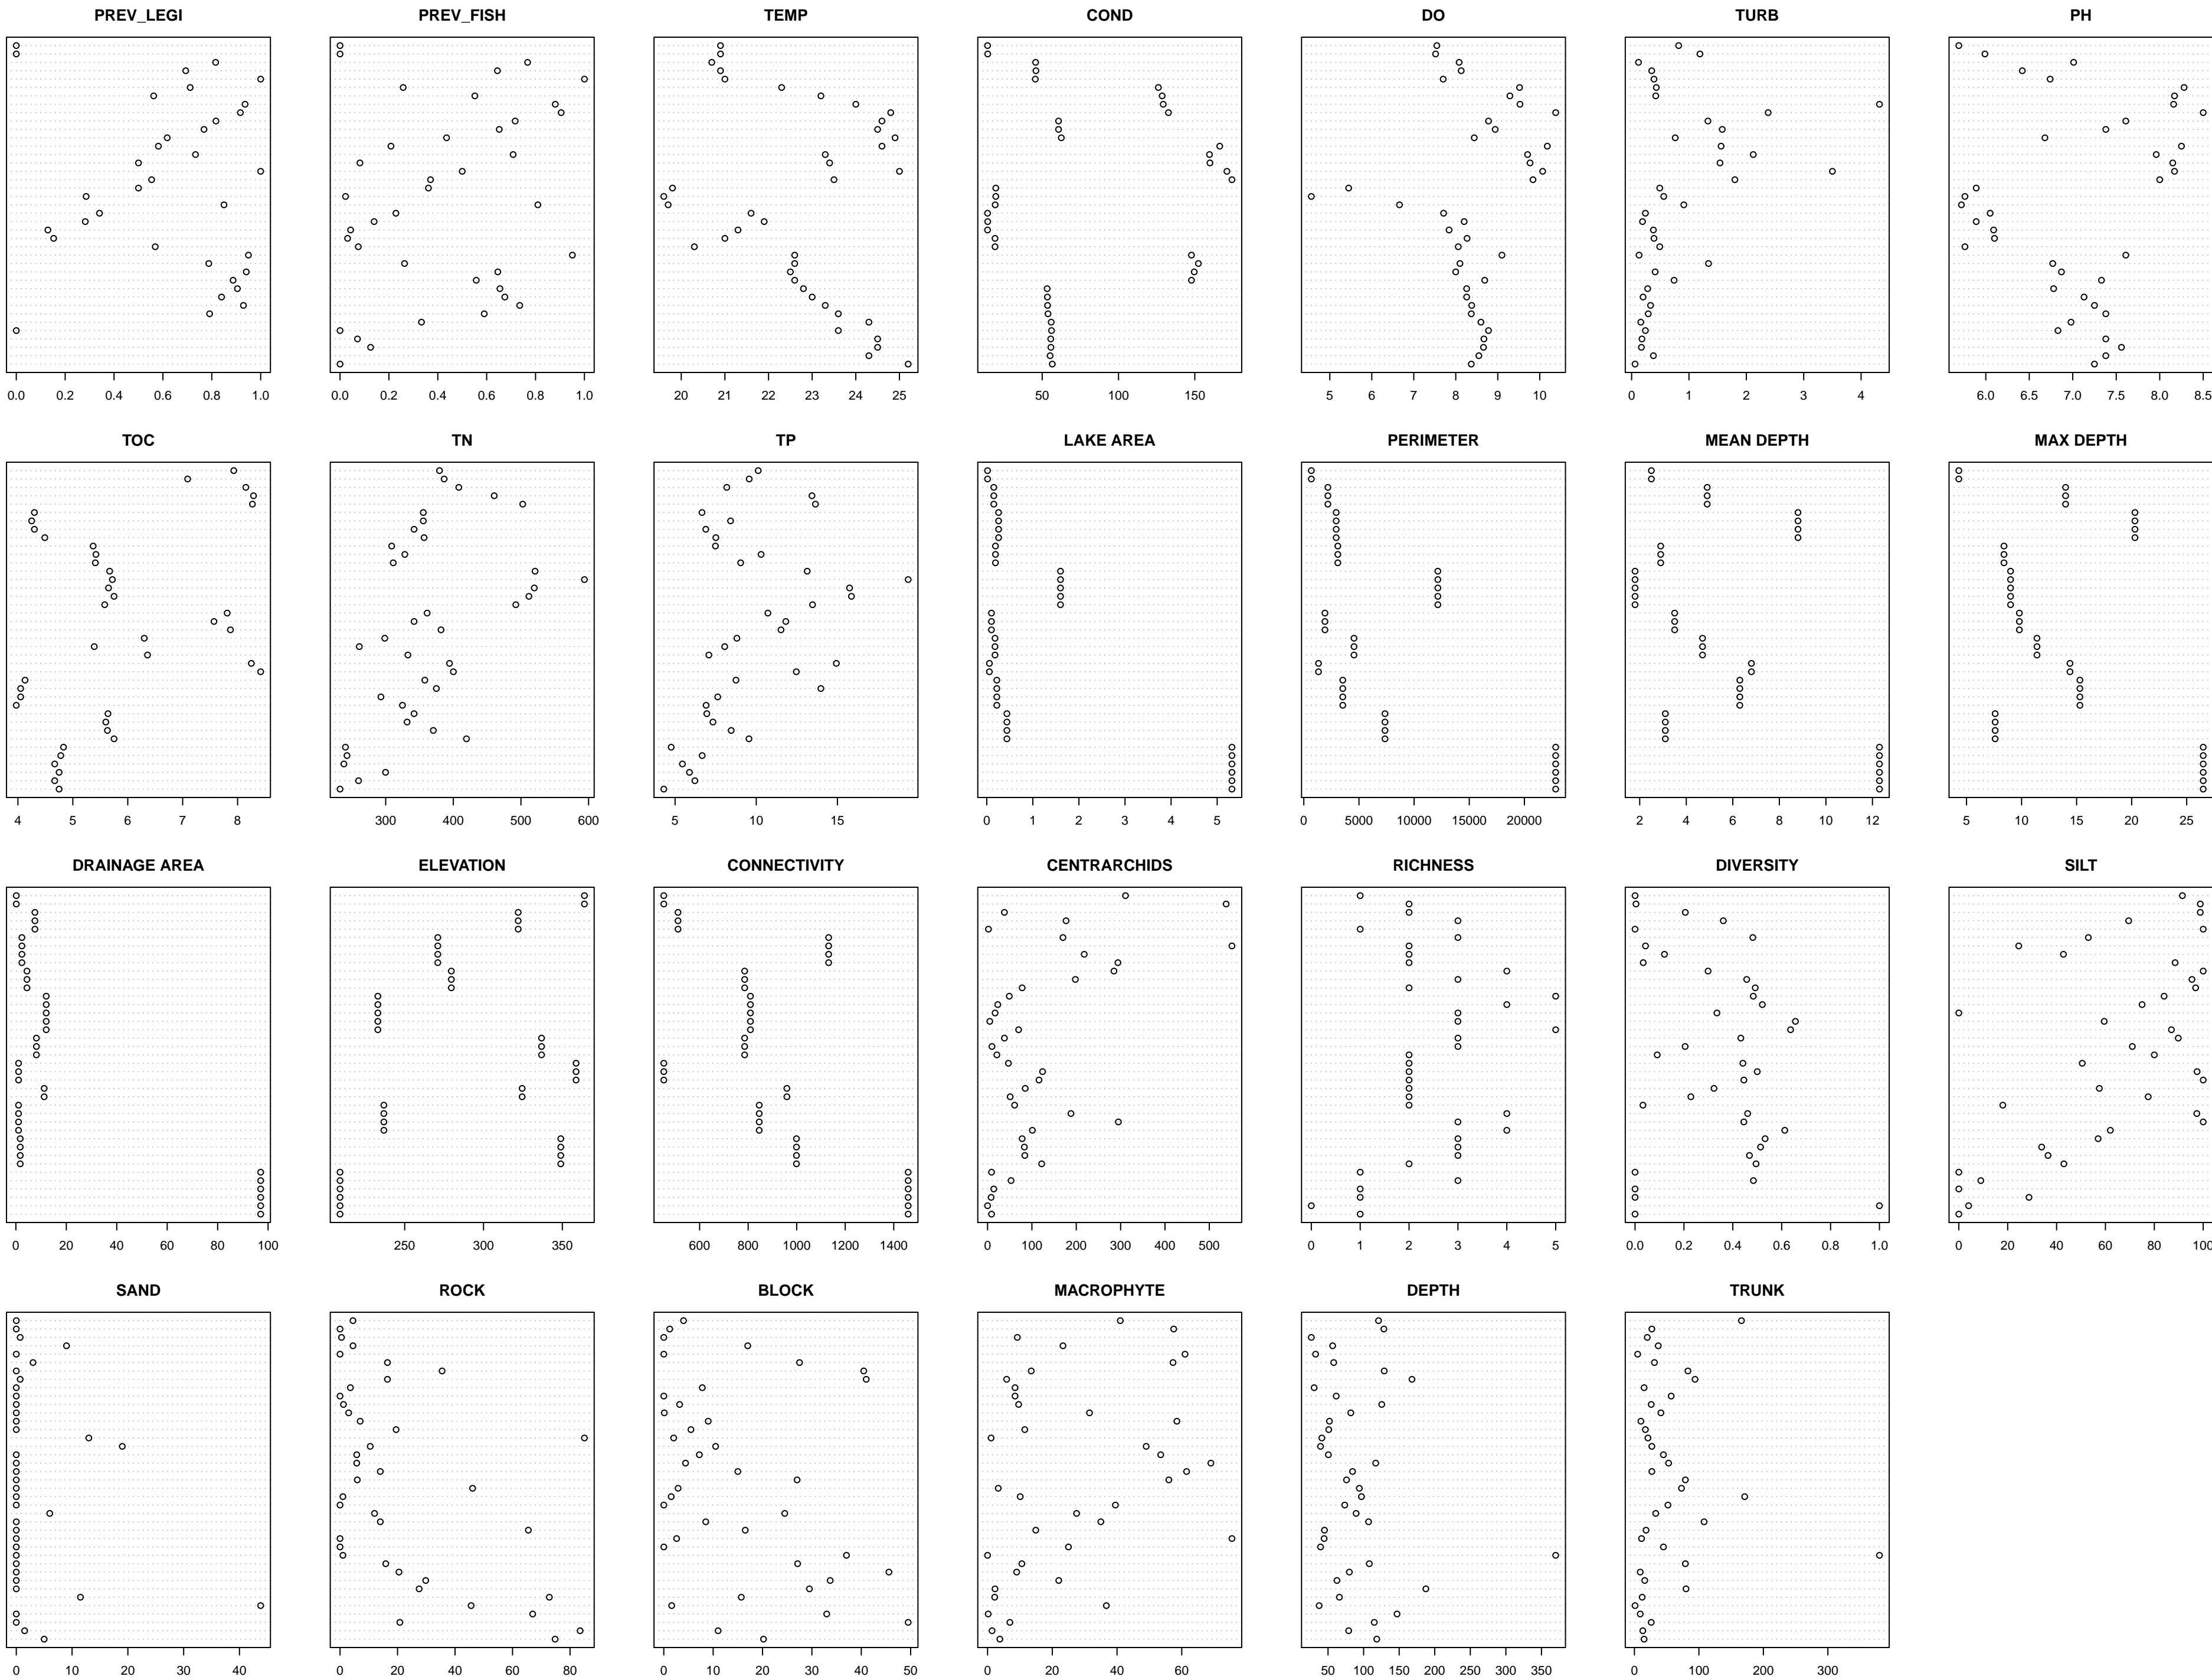 PREV_LEGI PREV_FISH TEMP COND DO TURB PH
0.0 0.2 0.4 0.6 0.8 1.0 0.0 0.2 0.4 0.6 0.8 1.0 20 21 22 23 24 25 50 100 150 5 6 7 8 9 10 0 1 2 3 4 6.0 6.5 7.0 7.5 8.0 8.5
TOC TN TP LAKE AREA PERIMETER MEAN DEPTH MAX DEPTH
4 5 6 7 8 300 400 500 600 5 10 15 0 1 2 3 4 5 0 5000 10000 15000 20000 2 4 6 8 10 12 5 10 15 20 25
DRAINAGE AREA ELEVATION CONNECTIVITY CENTRARCHIDS RICHNESS DIVERSITY SILT
0 20 40 60 80 100 250 300 350 600 800 1000 1200 1400 0 100 200 300 400 500 0 1 2 3 4 5 0.0 0.2 0.4 0.6 0.8 1.0 0 20 40 60 80 100
SAND ROCK BLOCK MACROPHYTE DEPTH TRUNK
0 10 20 30 40 0 20 40 60 80 0 10 20 30 40 50 0 20 40 60 50 100 150 200 250 300 350 0 100 200 300